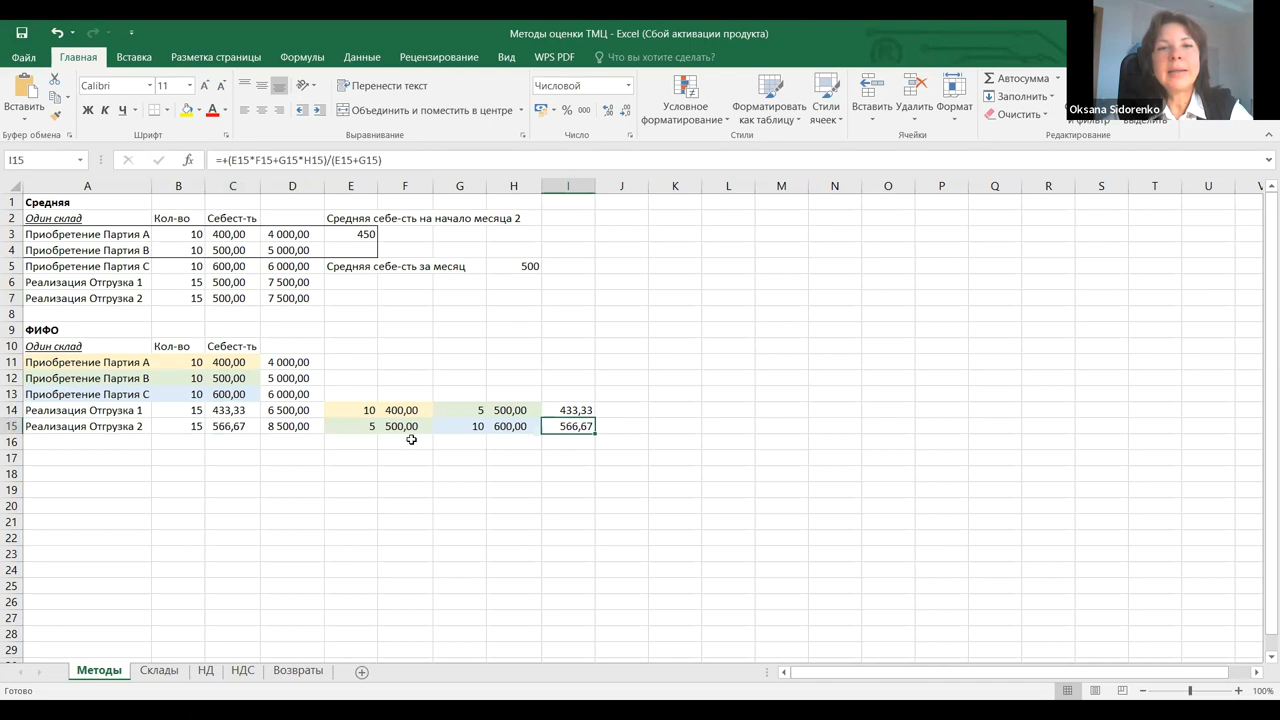 Методы оценки ТМЦ - Excel (Сбой активации продукта)
Файл Главная Вставка Разметка страницы Формулы Данные Рецензирование Вид WPS PDF Что вы хотите сделать?
Oksana Sidorenko
Вставить
Calibri 11
Ж К Ч
Перенести текст
Объединить и поместить в центре
Числовой
% 000
Условное форматирование
Форматировать как таблицу
Стили ячеек
Вставить Удалить Формат
Автосумма
Заполнить
Очистить
и фильтр
выделить
Буфер обмена Шрифт Выравнивание Число Стили Ячейки Редактирование
I15 fx =+(E15*F15+G15*H15)/(E15+G15)
A B C D E F G H I J K L M N O P Q R S T U V
1 Средняя
2 Один склад Кол-во Себест-ть Средняя себе-сть на начало месяца 2
3 Приобретение Партия А 10 400,00 4 000,00 450
4 Приобретение Партия В 10 500,00 5 000,00
5 Приобретение Партия С 10 600,00 6 000,00 Средняя себе-сть за месяц 500
6 Реализация Отгрузка 1 15 500,00 7 500,00
7 Реализация Отгрузка 2 15 500,00 7 500,00
8
9 ФИФО
10 Один склад Кол-во Себест-ть
11 Приобретение Партия А 10 400,00 4 000,00
12 Приобретение Партия В 10 500,00 5 000,00
13 Приобретение Партия С 10 600,00 6 000,00
14 Реализация Отгрузка 1 15 433,33 6 500,00 10 400,00 5 500,00 433,33
15 Реализация Отгрузка 2 15 566,67 8 500,00 5 500,00 10 600,00 566,67
16
17
18
19
20
21
22
23
24
25
26
27
28
29
Методы Склады НД НДС Возвраты
Готово 100%